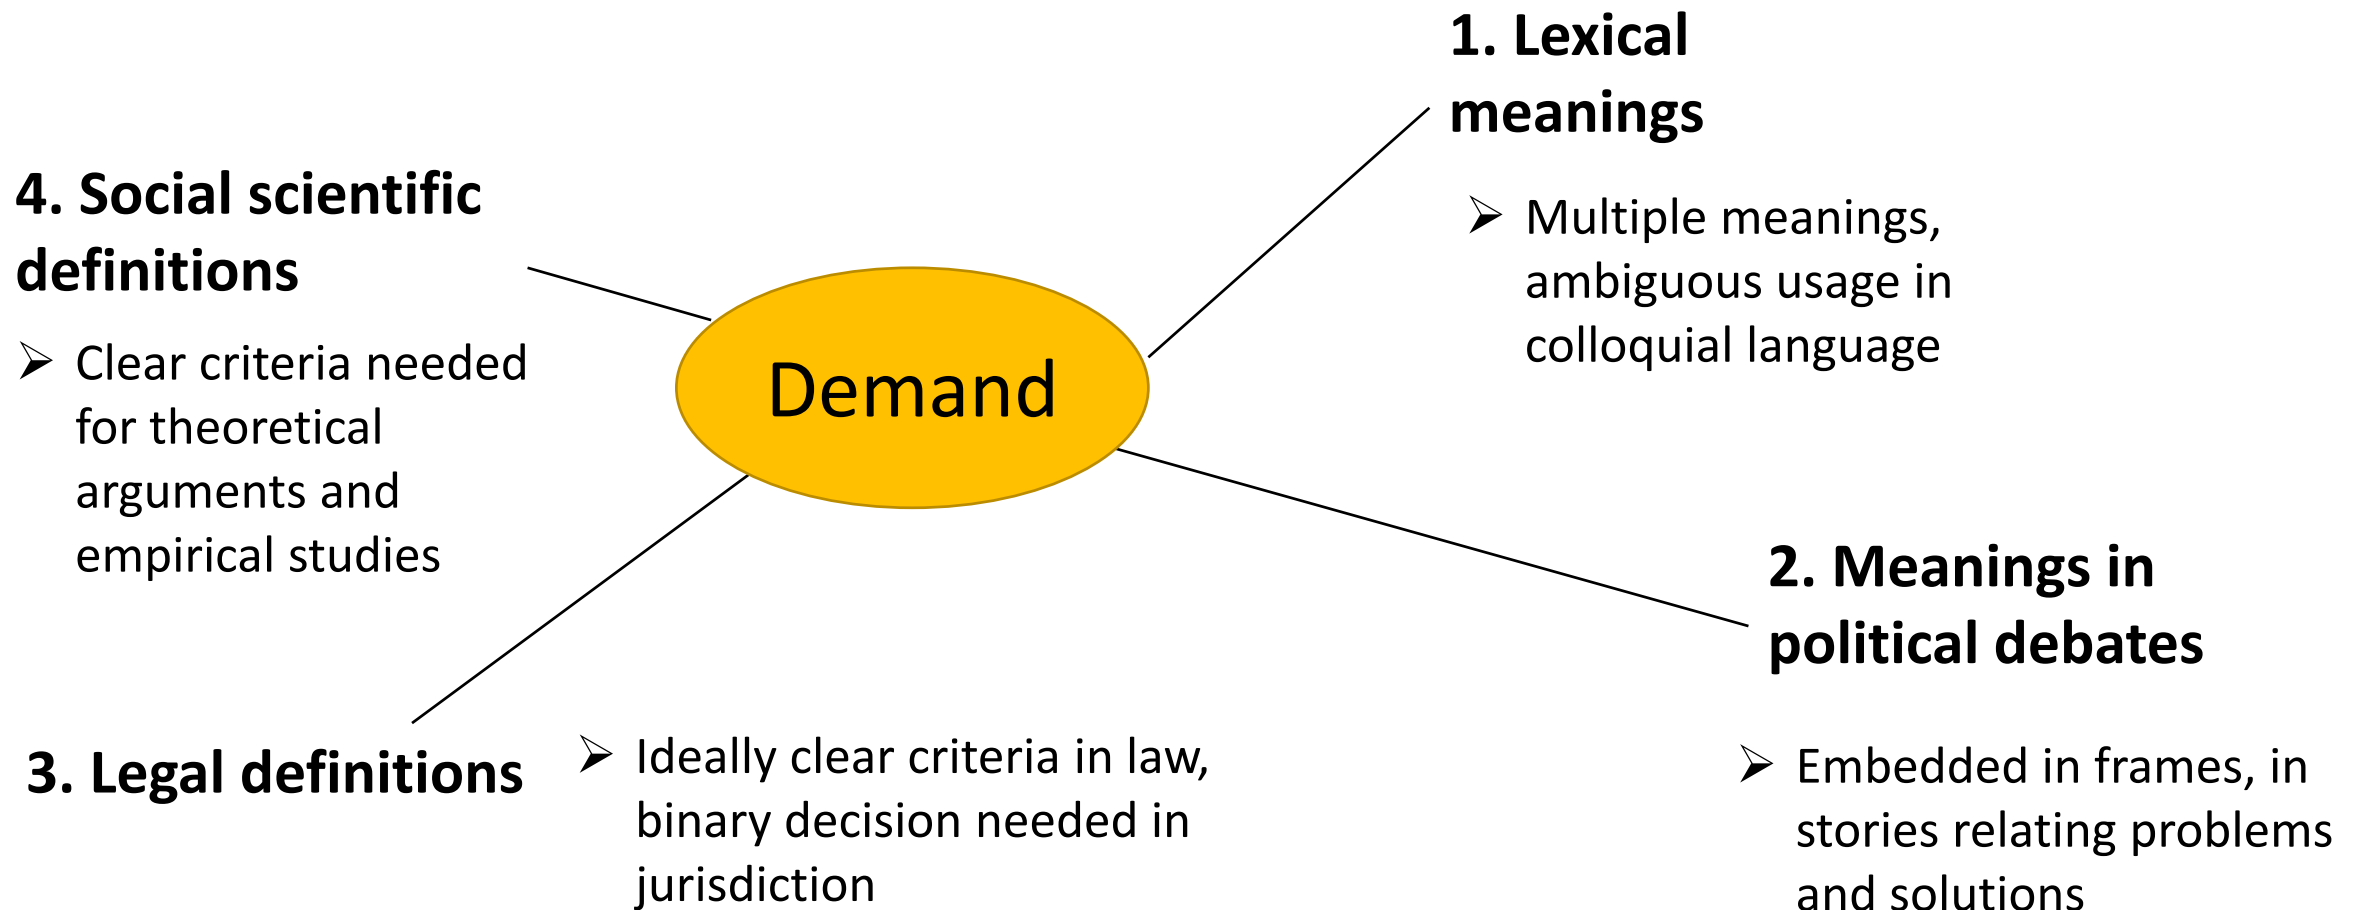 1. Lexical
meanings
➢ Multiple meanings,
ambiguous usage in
colloquial language
4. Social scientific
definitions
➢ Clear criteria needed
for theoretical
arguments and
empirical studies
Demand
2. Meanings in
political debates
➢ Embedded in frames, in
stories relating problems
and solutions
3. Legal definitions
➢ Ideally clear criteria in law,
binary decision needed in
jurisdiction